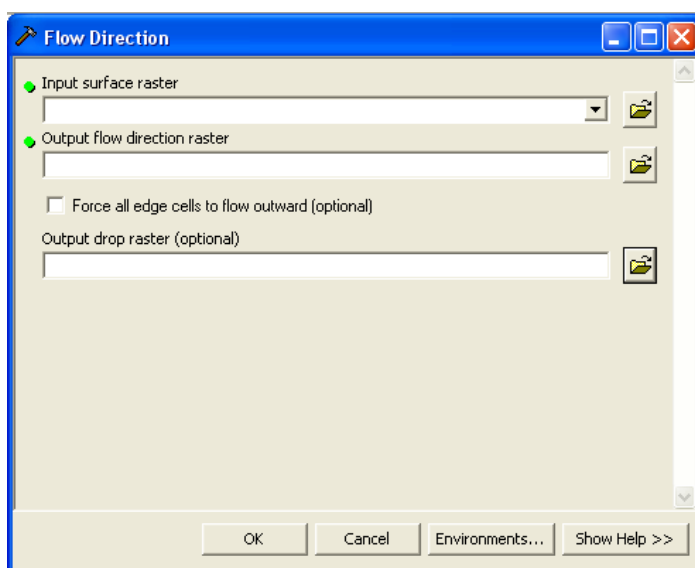 Flow Direction
Input surface raster
Output flow direction raster
Force all edge cells to flow outward (optional)
Output drop raster (optional)
OK Cancel Environments... Show Help >>